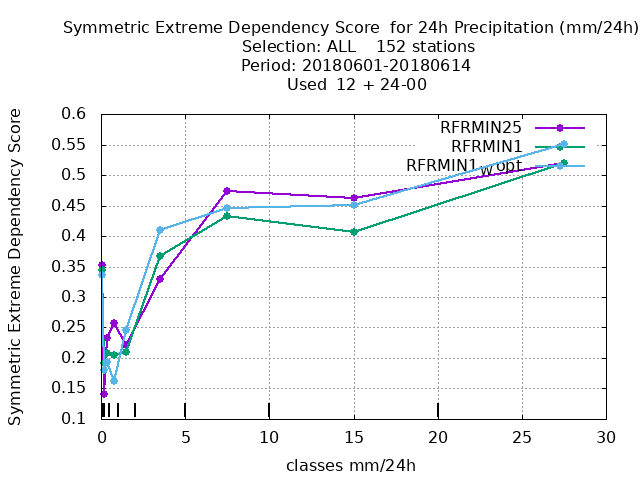 Symmetric Extreme Dependency Score  for 24h Precipitation (mm/24h)
Selection: ALL    152 stations
Period: 20180601-20180614
Used  12 + 24-00
Symmetric Extreme Dependency Score
0.6
0.55
0.5
0.45
0.4
0.35
0.3
0.25
0.2
0.15
0.1
RFRMIN25
RFRMIN1
RFRMIN1wopt
0 5 10 15 20 25 30
classes mm/24h